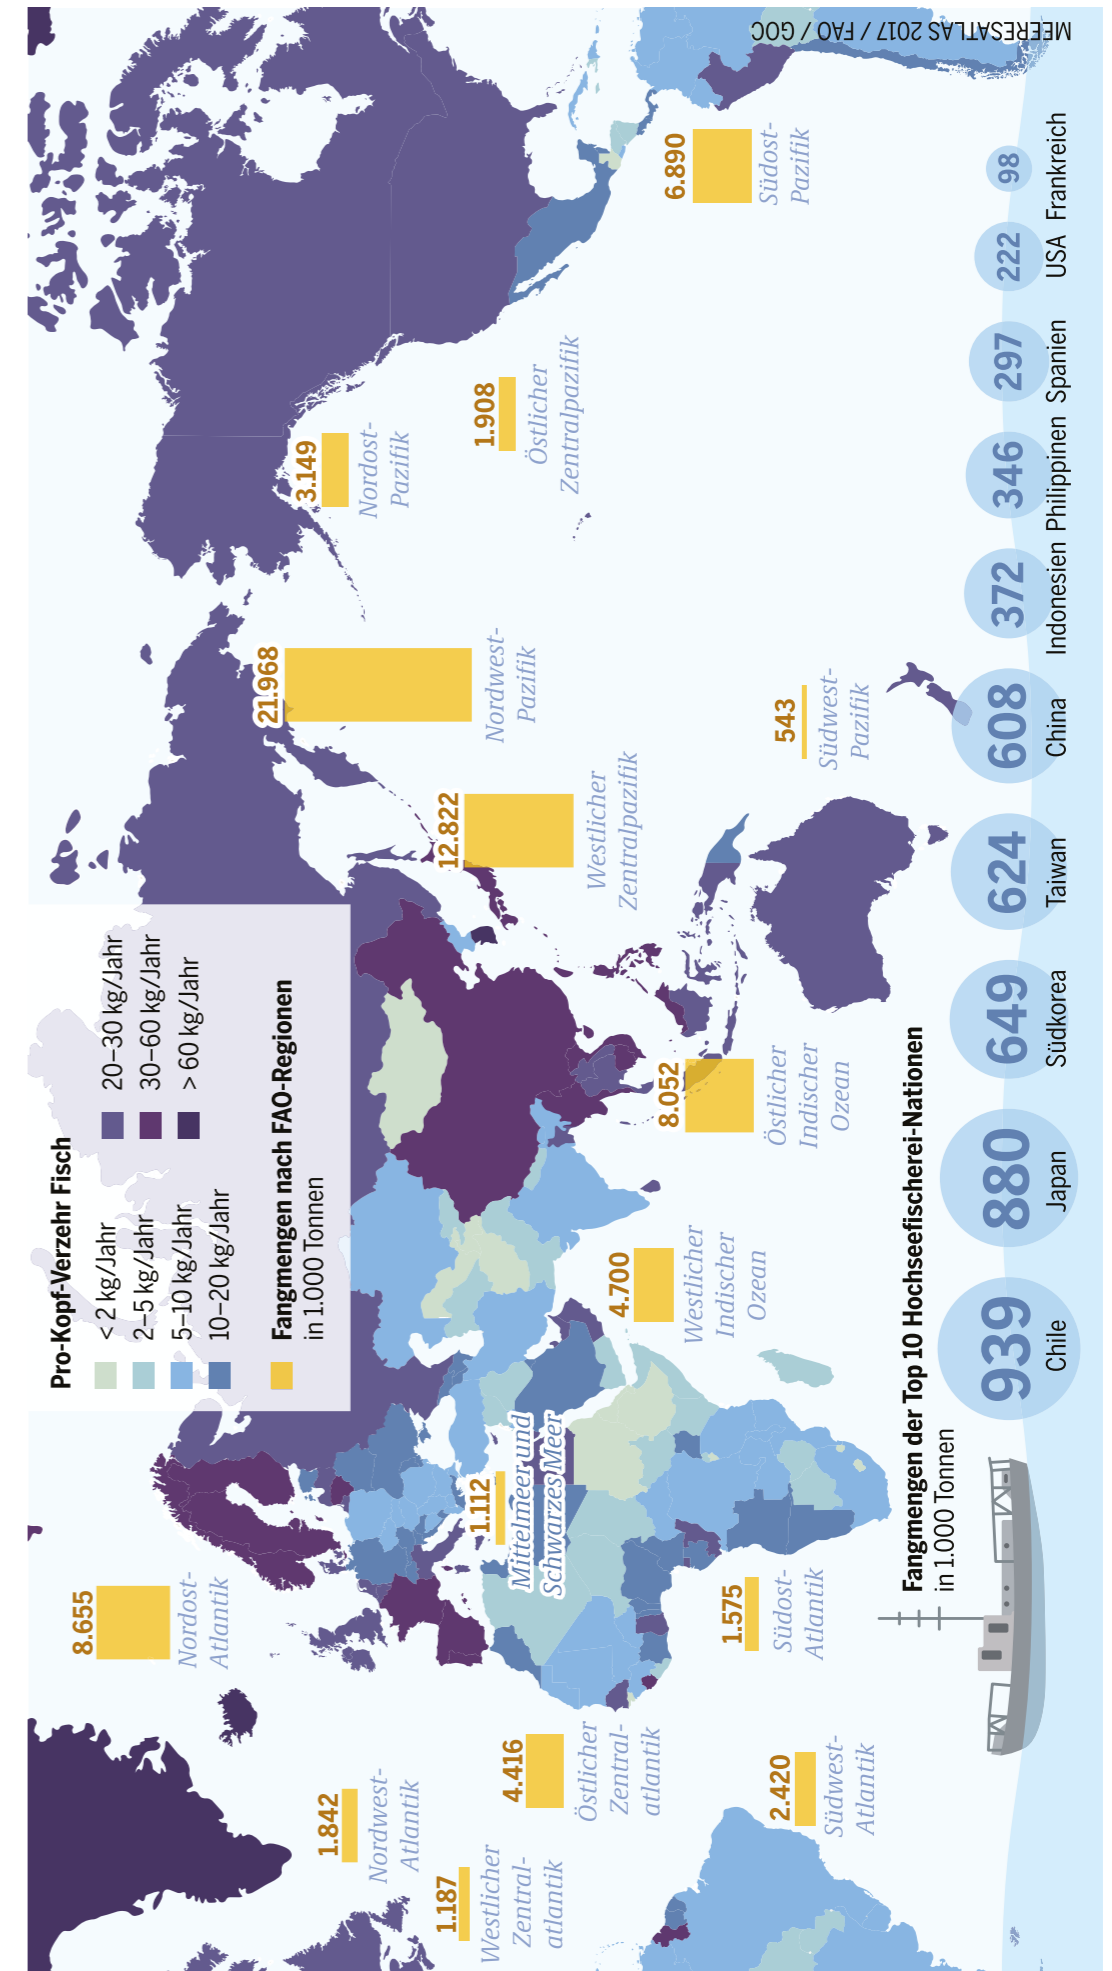 Pro-Kopf-Verzehr Fisch
< 2 kg/Jahr
2–5 kg/Jahr
5–10 kg/Jahr
10–20 kg/Jahr
20–30 kg/Jahr
30–60 kg/Jahr
> 60 kg/Jahr
Fangmengen nach FAO-Regionen
in 1.000 Tonnen
1.842
Nordwest-
Atlantik
1.187
Westlicher
Zentral-
atlantik
8.655
Nordost-
Atlantik
4.416
Östlicher
Zentral-
atlantik
2.420
Südwest-
Atlantik
1.112
Mittelmeer und
Schwarzes Meer
1.575
Südost-
Atlantik
4.700
Westlicher
Indischer
Ozean
8.052
Östlicher
Indischer
Ozean
12.822
Westlicher
Zentralpazifik
21.968
Nordwest-
Pazifik
543
Südwest-
Pazifik
3.149
Nordost-
Pazifik
1.908
Östlicher
Zentralpazifik
6.890
Südost-
Pazifik
Fangmengen der Top 10 Hochseefischerei-Nationen
in 1.000 Tonnen
939
Chile
880
Japan
649
Südkorea
624
Taiwan
608
China
372
Indonesien
346
Philippinen
297
Spanien
222
USA
98
Frankreich
MEERESATLAS 2017 / FAO / GOC